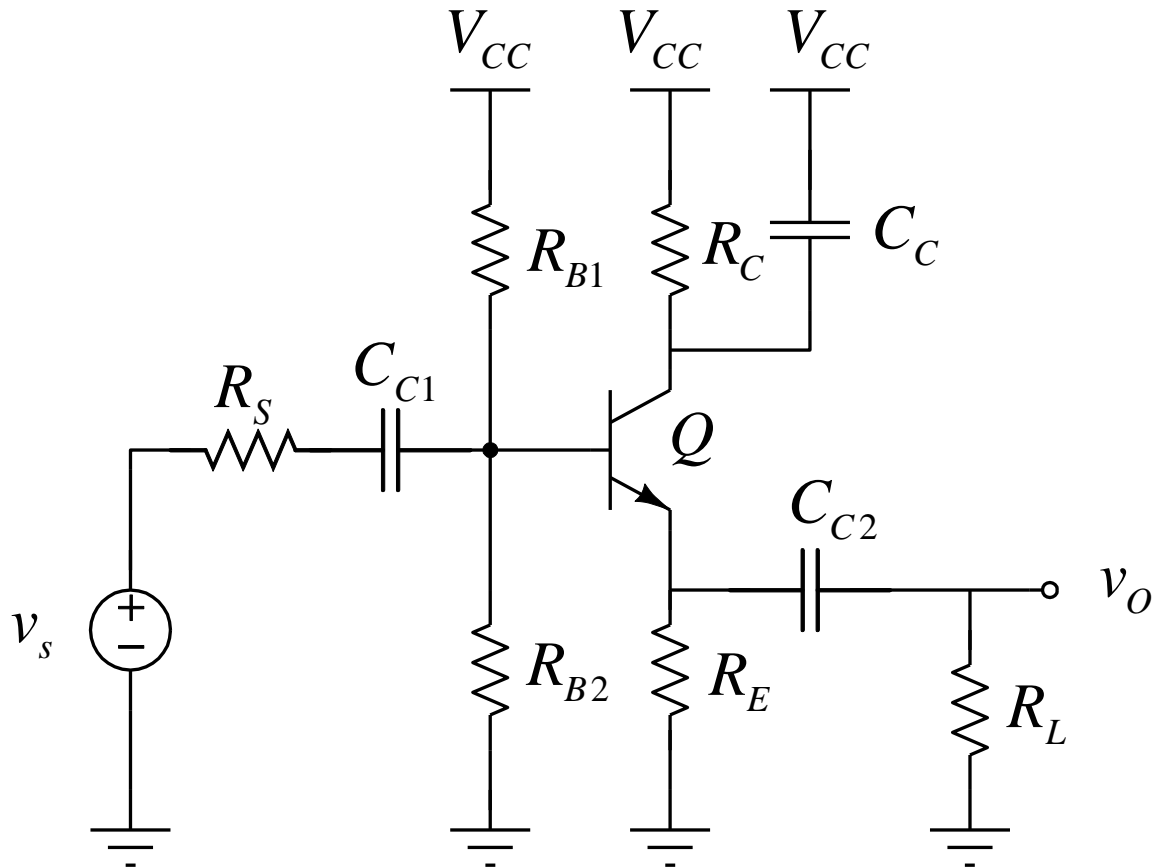 V_CC V_CC V_CC
R_B1 R_C C_C
R_S C_C1 Q
C_C2
v_s + − R_B2 R_E R_L v_O